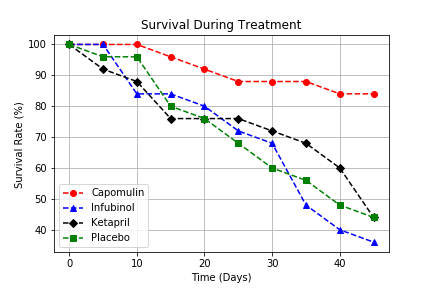 Survival During Treatment
100
90
80
70
60
50
40
Survival Rate (%)
Capomulin
Infubinol
Ketapril
Placebo
0
10
20
30
40
Time (Days)